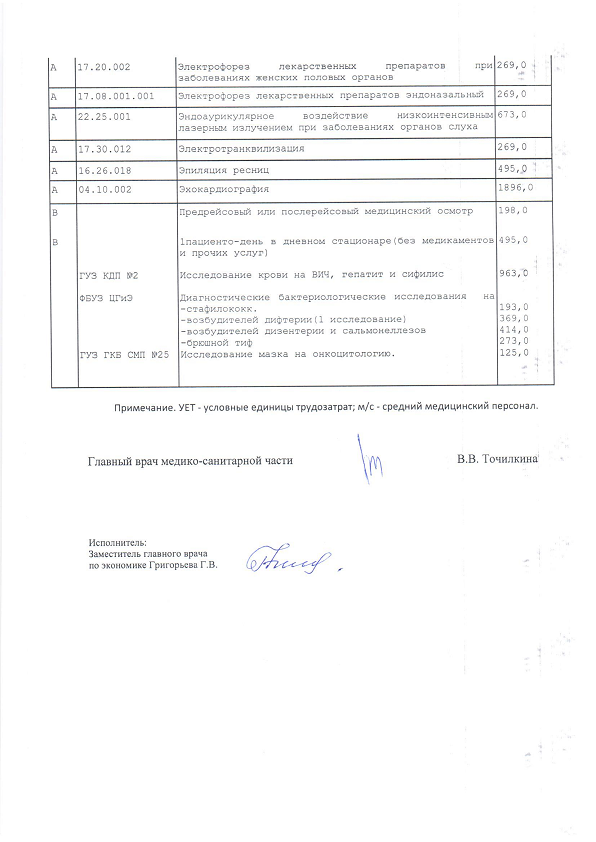 А 17.20.002 Электрофорез лекарственных препаратов при 269,0
заболеваниях женских половых органов
А 17.08.001.001 Электрофорез лекарственных препаратов эндоназальный 269,0
А 22.25.001 Эндоаурикулярное воздействие низкоинтенсивным 673,0
лазерным излучением при заболеваниях органов слуха
А 17.30.012 Электротранквилизация 269,0
А 16.26.018 Эпиляция ресниц 495,0
А 04.10.002 Эхокардиография 1896,0
В Предрейсовый или послерейсовый медицинский осмотр 198,0
В 1пациенто-день в дневном стационаре(без медикаментов 495,0
и прочих услуг)
ГУЗ КДП №2 Исследование крови на ВИЧ, гепатит и сифилис 963,0
ФБУЗ ЦГиЭ Диагностические бактериологические исследования на
-стафилококк. 193,0
-возбудителей дифтерии(1 исследование) 369,0
-возбудителей дизентерии и сальмонеллезов 414,0
-брюшной тиф 273,0
ГУЗ ГКБ СМП №25 Исследование мазка на онкоцитологию. 125,0
Примечание. УЕТ - условные единицы трудозатрат; м/с - средний медицинский персонал.
Главный врач медико-санитарной части В.В. Точилкина
Исполнитель:
Заместитель главного врача
по экономике Григорьева Г.В.